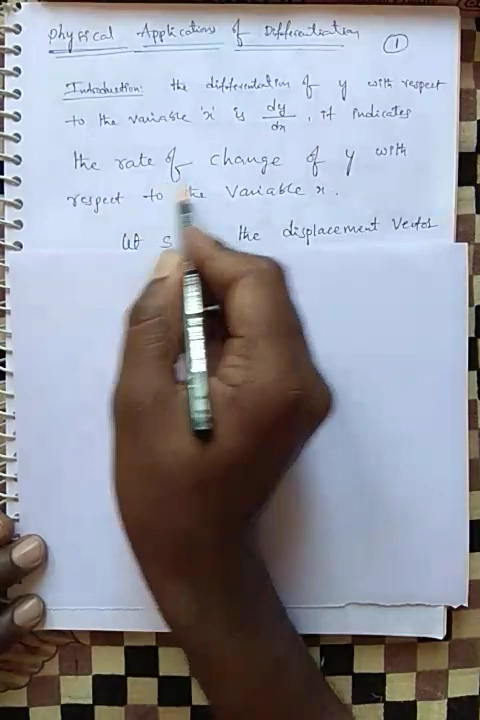 Physical Applications of Differentiation ①
Introduction: the differentiation of y with respect
to the variable 'x' is dy/dx, it indicates
the rate of change of y with
respect to the variable x.
let s the displacement vector